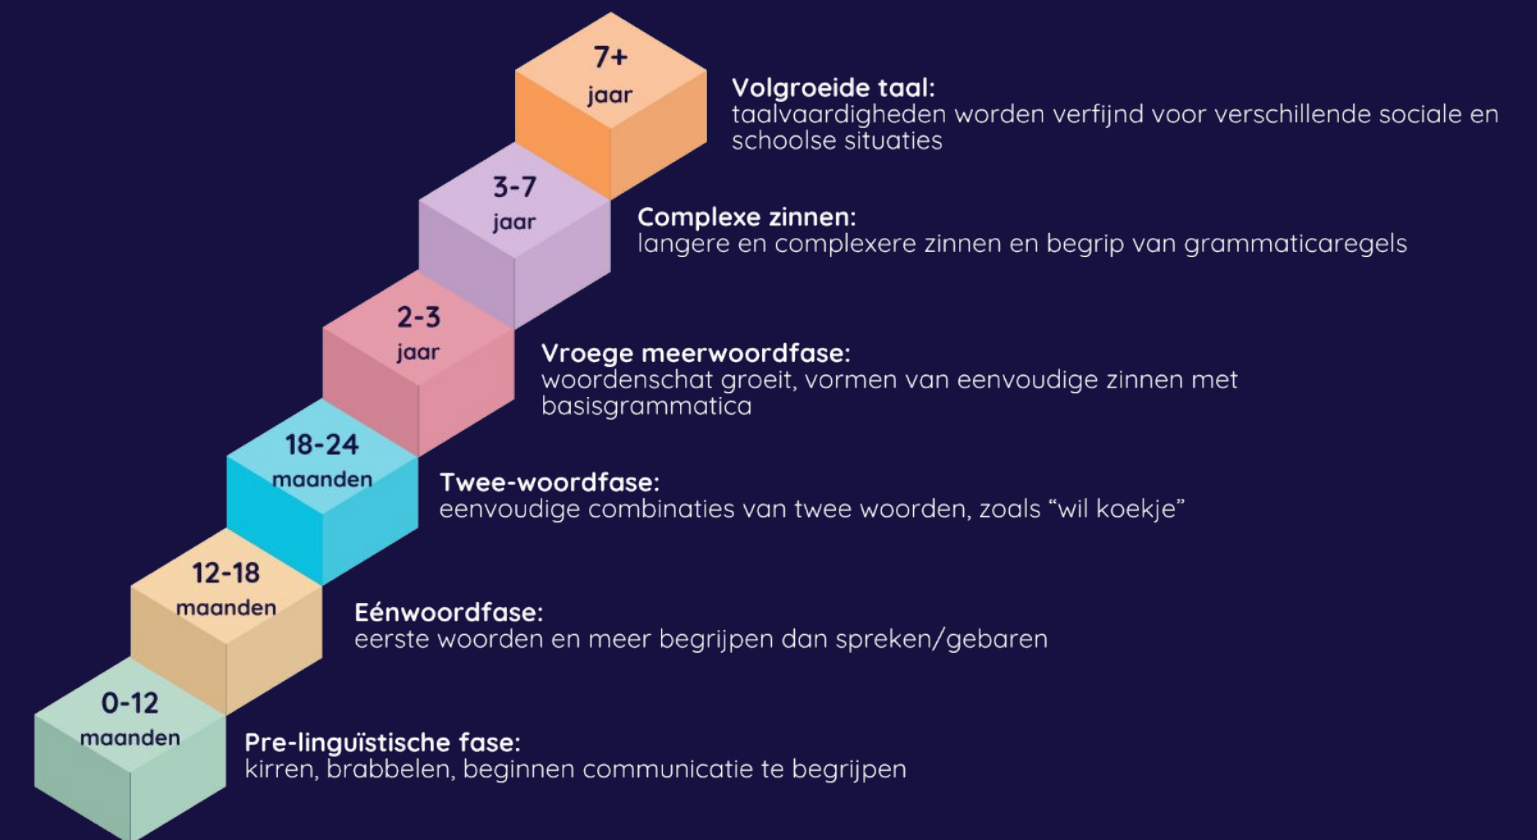 7+
jaar
Volgroeide taal:
taalvaardigheden worden verfijnd voor verschillende sociale en
schoolse situaties
3-7
jaar
Complexe zinnen:
langere en complexere zinnen en begrip van grammaticaregels
2-3
jaar
Vroege meerwoordfase:
woordenschat groeit, vormen van eenvoudige zinnen met
basisgrammatica
18-24
maanden
Twee-woordfase:
eenvoudige combinaties van twee woorden, zoals “wil koekje”
12-18
maanden
Eénwoordfase:
eerste woorden en meer begrijpen dan spreken/gebaren
0-12
maanden
Pre-linguïstische fase:
kirren, brabbelen, beginnen communicatie te begrijpen